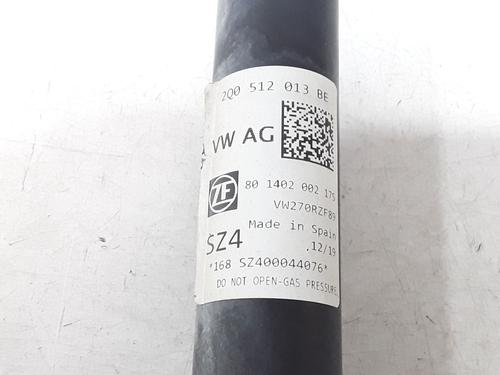 2Q0 512 013 BE
VW AG
ZF
80 1402 002 175
VW270RZF89
Made in Spain
SZ4
.12/19
*168 SZ400044076*
DO NOT OPEN-GAS PRESSURE